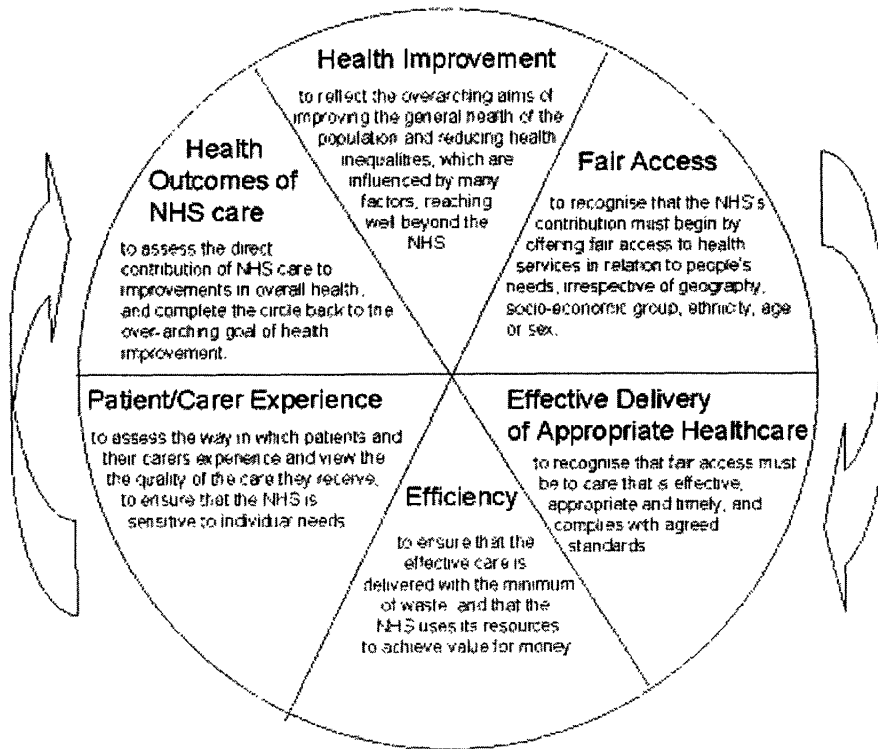 Health Improvement
to reflect the overarching aims of
improving the general health of the
population and reducing health
inequalities, which are
influenced by many
factors, reaching
well beyond the
NHS
Fair Access
to recognise that the NHS's
contribution must begin by
offering fair access to health
services in relation to people's
needs, irrespective of geography,
socio-economic group, ethnicity, age
or sex.
Effective Delivery
of Appropriate Healthcare
to recognise that fair access must
be to care that is effective,
appropriate and timely, and
complies with agreed
standards
Efficiency
to ensure that the
effective care is
delivered with the minimum
of waste and that the
NHS uses its resources
to achieve value for money
Patient/Carer Experience
to assess the way in which patients and
their carers experience and view the
the quality of the care they receive,
to ensure that the NHS is
sensitive to individual needs
Health
Outcomes of
NHS care
to assess the direct
contribution of NHS care to
improvements in overall health,
and complete the circle back to the
over-arching goal of health
improvement.